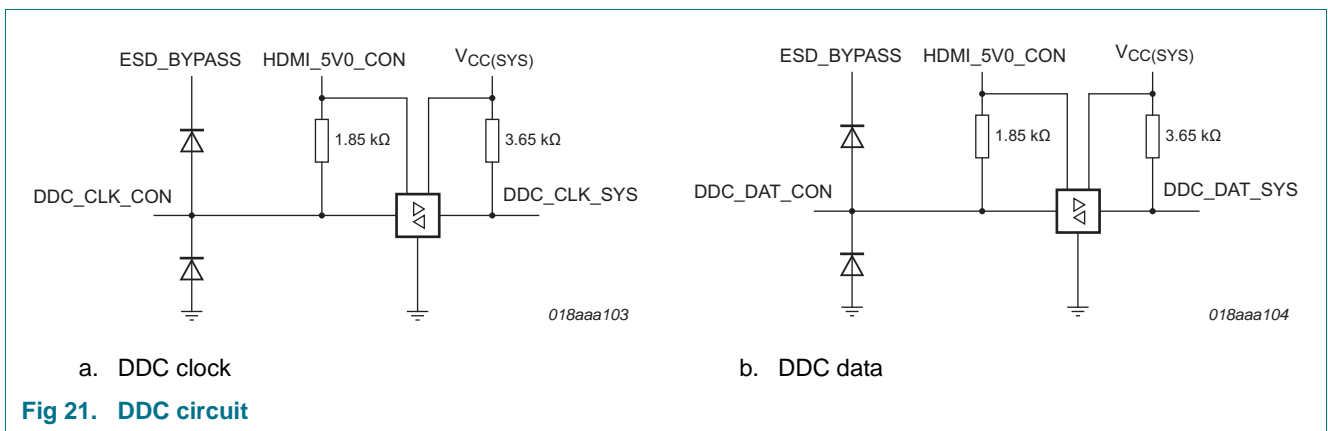 ESD_BYPASS HDMI_5V0_CON VCC(SYS)
1.85 kΩ 3.65 kΩ
DDC_CLK_CON DDC_CLK_SYS
018aaa103
a. DDC clock
ESD_BYPASS HDMI_5V0_CON VCC(SYS)
1.85 kΩ 3.65 kΩ
DDC_DAT_CON DDC_DAT_SYS
018aaa104
b. DDC data
Fig 21. DDC circuit